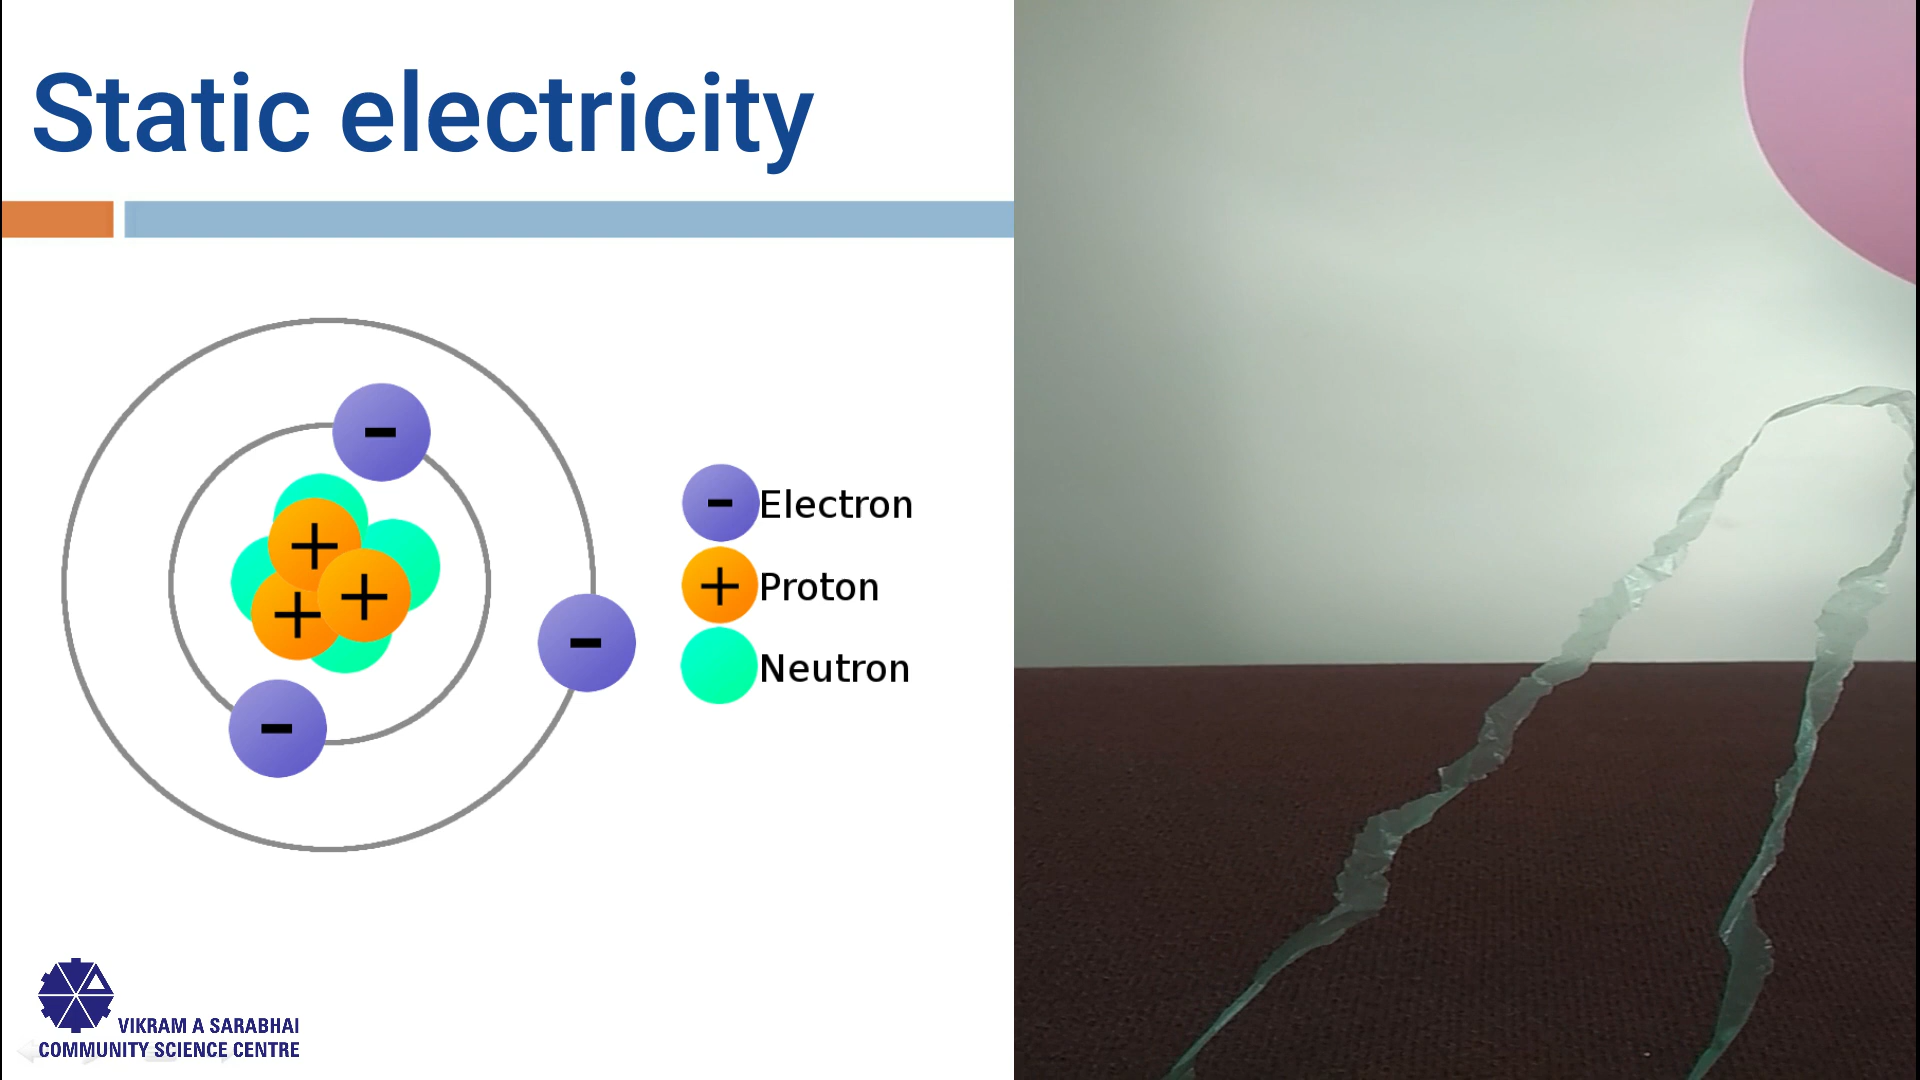 Static electricity
Electron
Proton
Neutron
VIKRAM A SARABHAI
COMMUNITY SCIENCE CENTRE